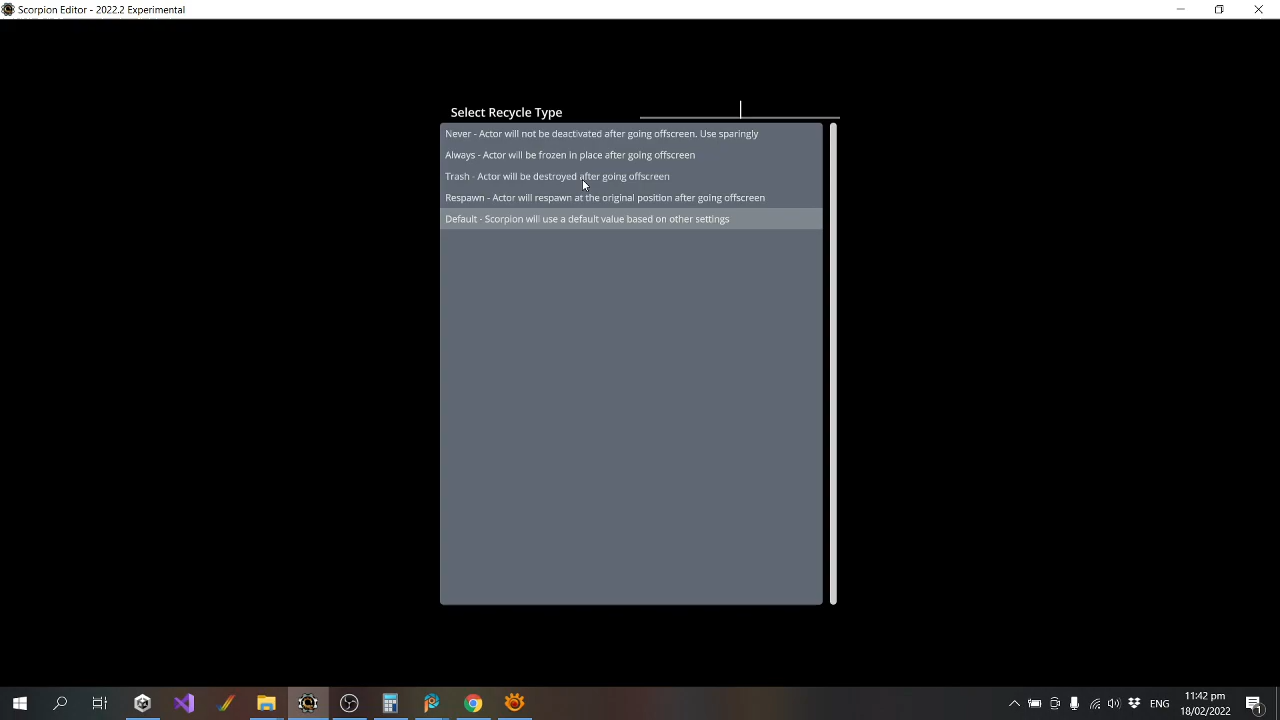 Scorpion Editor - 2022.2 Experimental
Select Recycle Type
Never - Actor will not be deactivated after going offscreen. Use sparingly
Always - Actor will be frozen in place after going offscreen
Trash - Actor will be destroyed after going offscreen
Respawn - Actor will respawn at the original position after going offscreen
Default - Scorpion will use a default value based on other settings
ENG
11:42 pm
18/02/2022
1